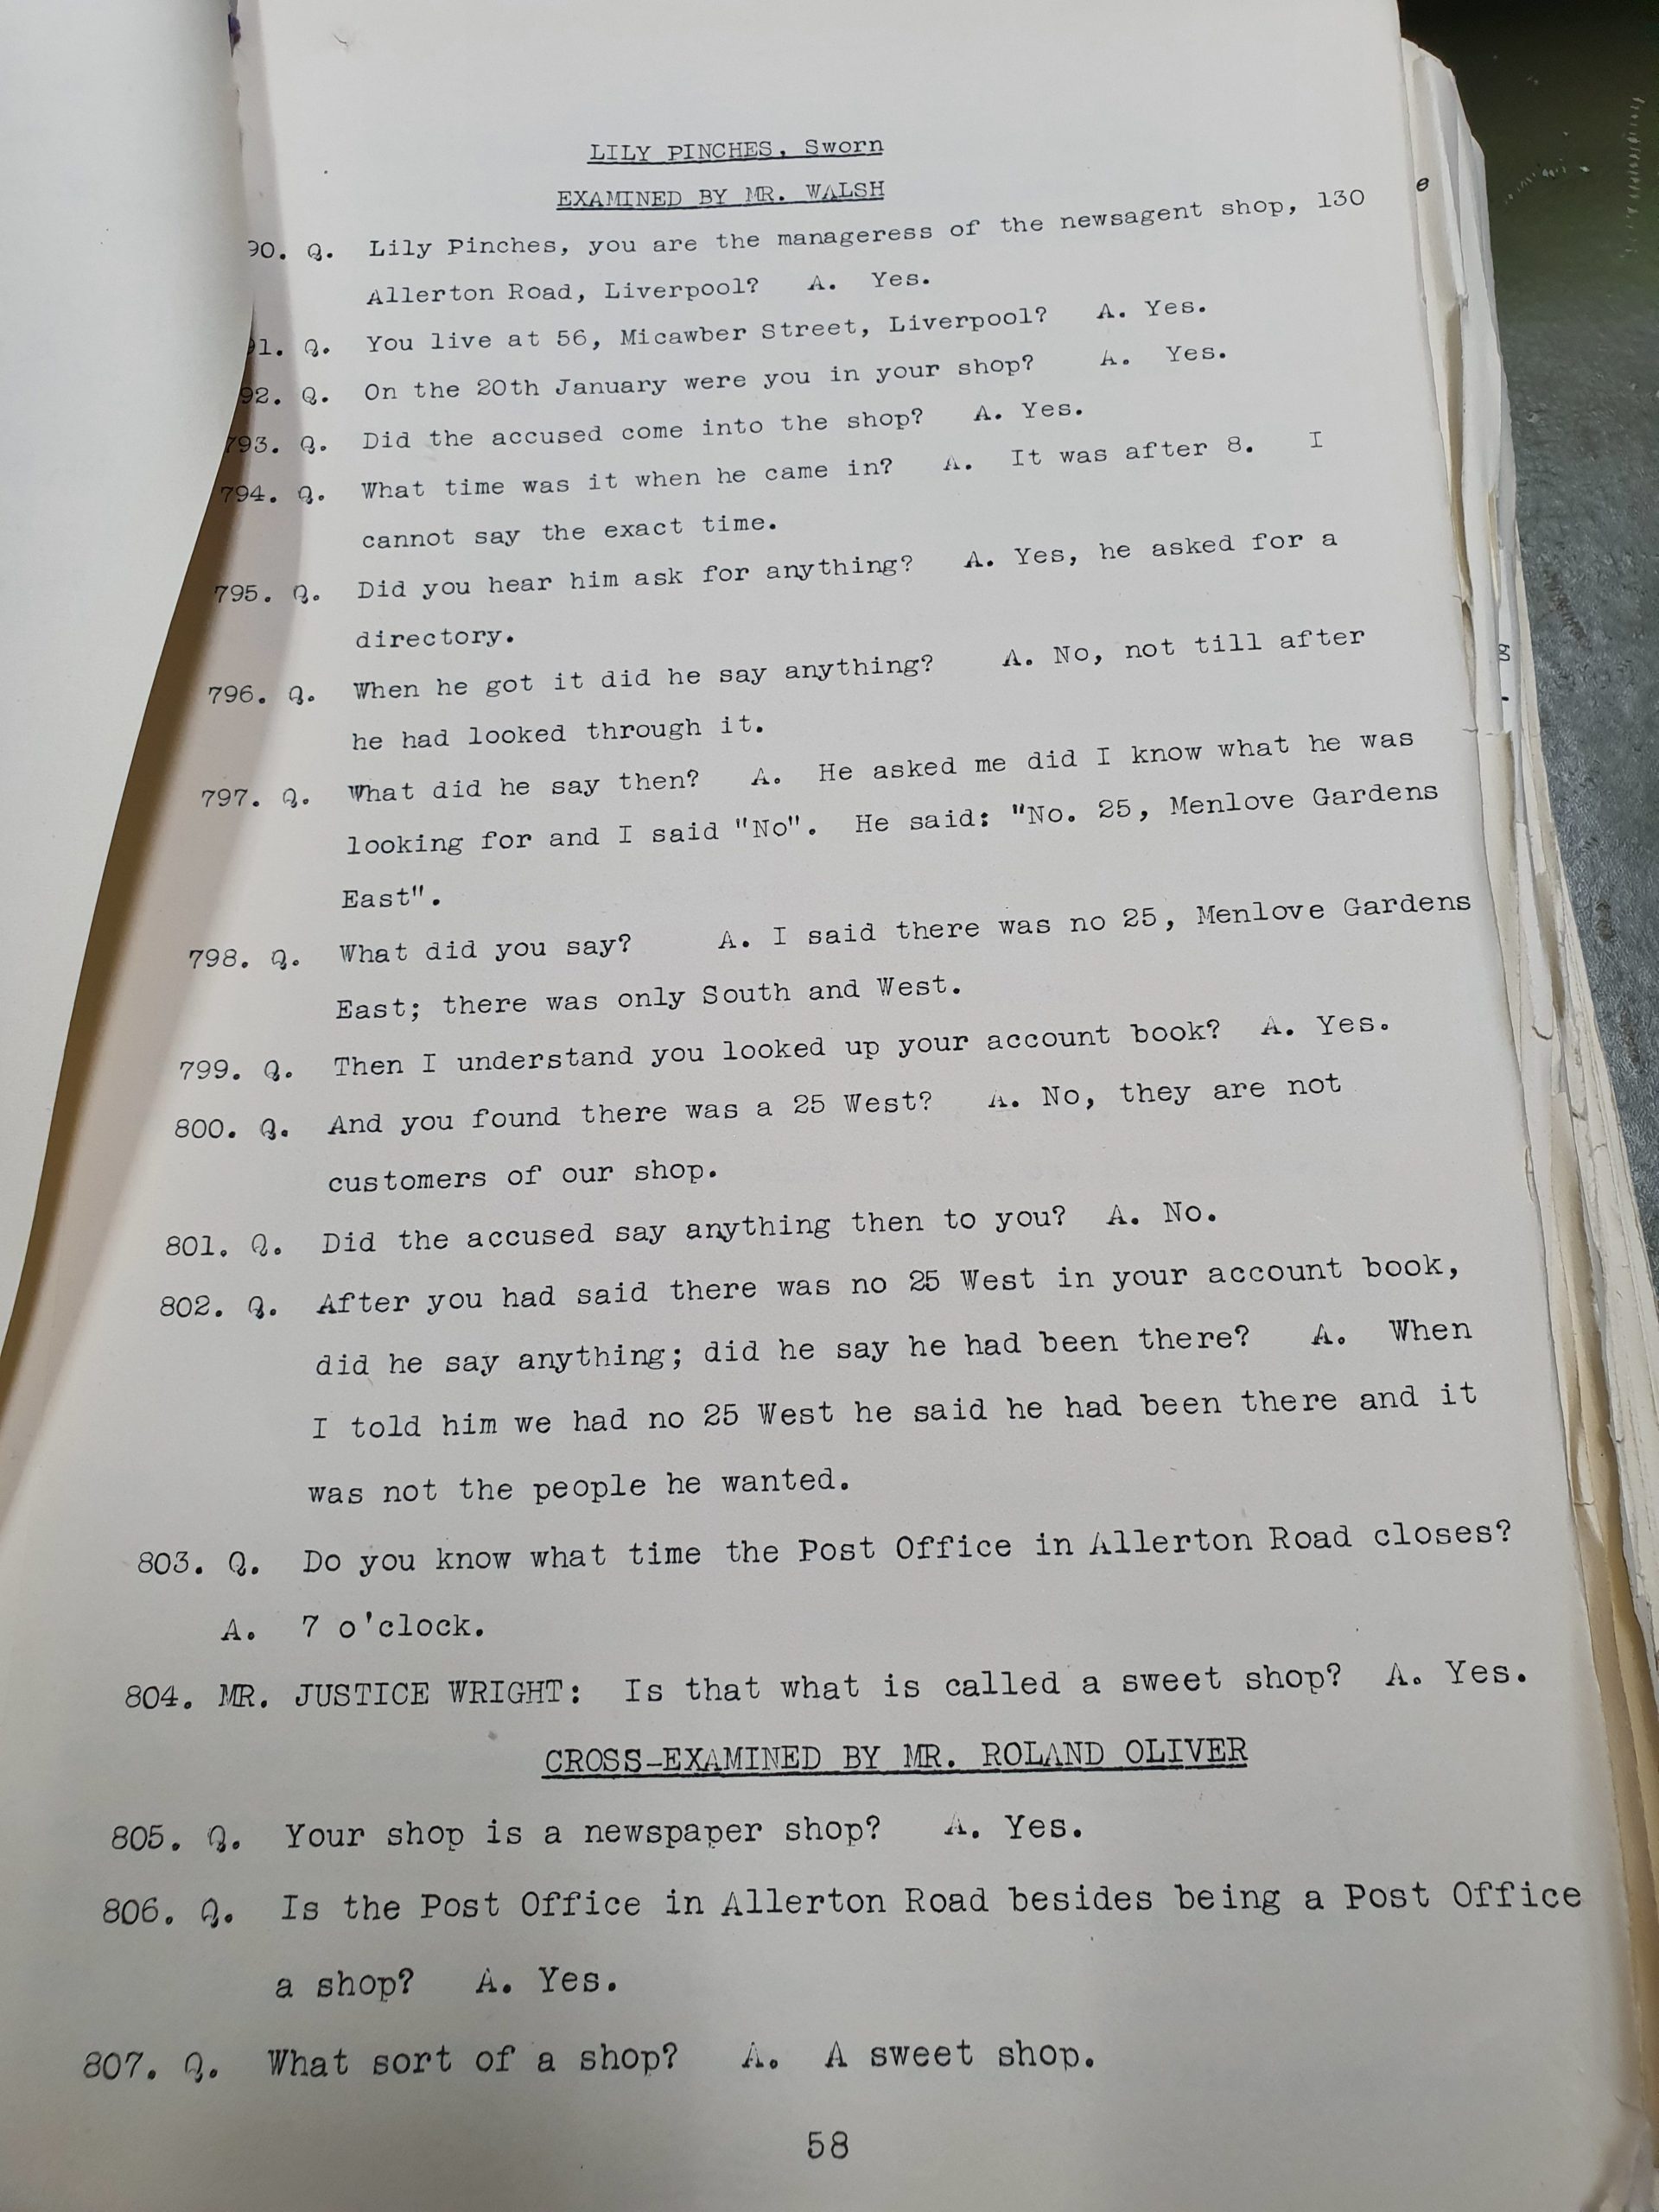 LILY PINCHES, Sworn
EXAMINED BY MR. WALSH
90. Q. Lily Pinches, you are the manageress of the newsagent shop, 130
Allerton Road, Liverpool? A. Yes.
91. Q. You live at 56, Micawber Street, Liverpool? A. Yes.
92. Q. On the 20th January were you in your shop? A. Yes.
793. Q. Did the accused come into the shop? A. Yes.
794. Q. What time was it when he came in? A. It was after 8. I
cannot say the exact time.
795. Q. Did you hear him ask for anything? A. Yes, he asked for a
directory.
796. Q. When he got it did he say anything? A. No, not till after
he had looked through it.
797. Q. What did he say then? A. He asked me did I know what he was
looking for and I said "No". He said: "No. 25, Menlove Gardens
East".
798. Q. What did you say? A. I said there was no 25, Menlove Gardens
East; there was only South and West.
799. Q. Then I understand you looked up your account book? A. Yes.
800. Q. And you found there was a 25 West? A. No, they are not
customers of our shop.
801. Q. Did the accused say anything then to you? A. No.
802. Q. After you had said there was no 25 West in your account book,
did he say anything; did he say he had been there? A. When
I told him we had no 25 West he said he had been there and it
was not the people he wanted.
803. Q. Do you know what time the Post Office in Allerton Road closes?
A. 7 o'clock.
804. MR. JUSTICE WRIGHT: Is that what is called a sweet shop? A. Yes.
CROSS-EXAMINED BY MR. ROLAND OLIVER
805. Q. Your shop is a newspaper shop? A. Yes.
806. Q. Is the Post Office in Allerton Road besides being a Post Office
a shop? A. Yes.
807. Q. What sort of a shop? A. A sweet shop.
58